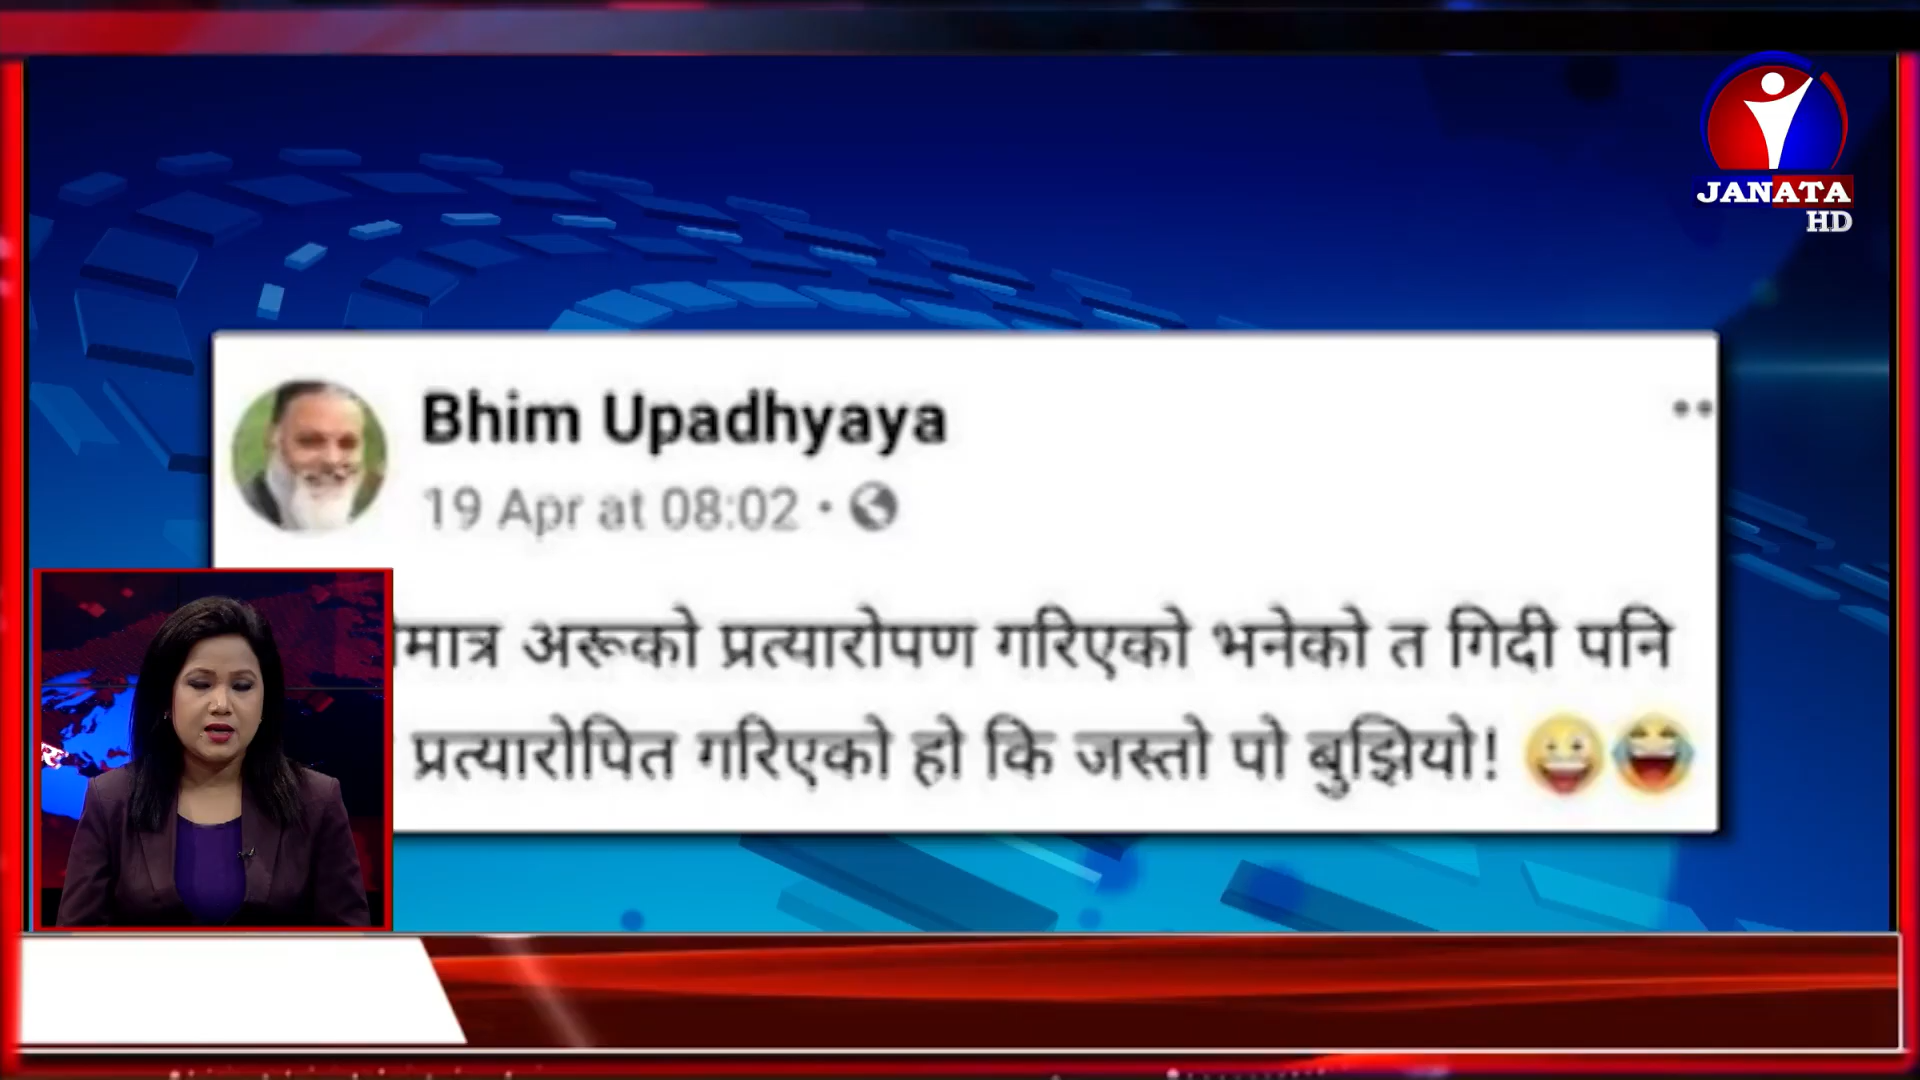 JANATA
HD
Bhim Upadhyaya
19 Apr at 08:02
अरूको प्रत्यारोपण गरिएको भनेको त गिदी पनि
प्रत्यारोपित गरिएको हो कि जस्तो पो बुझियो! 😀😂